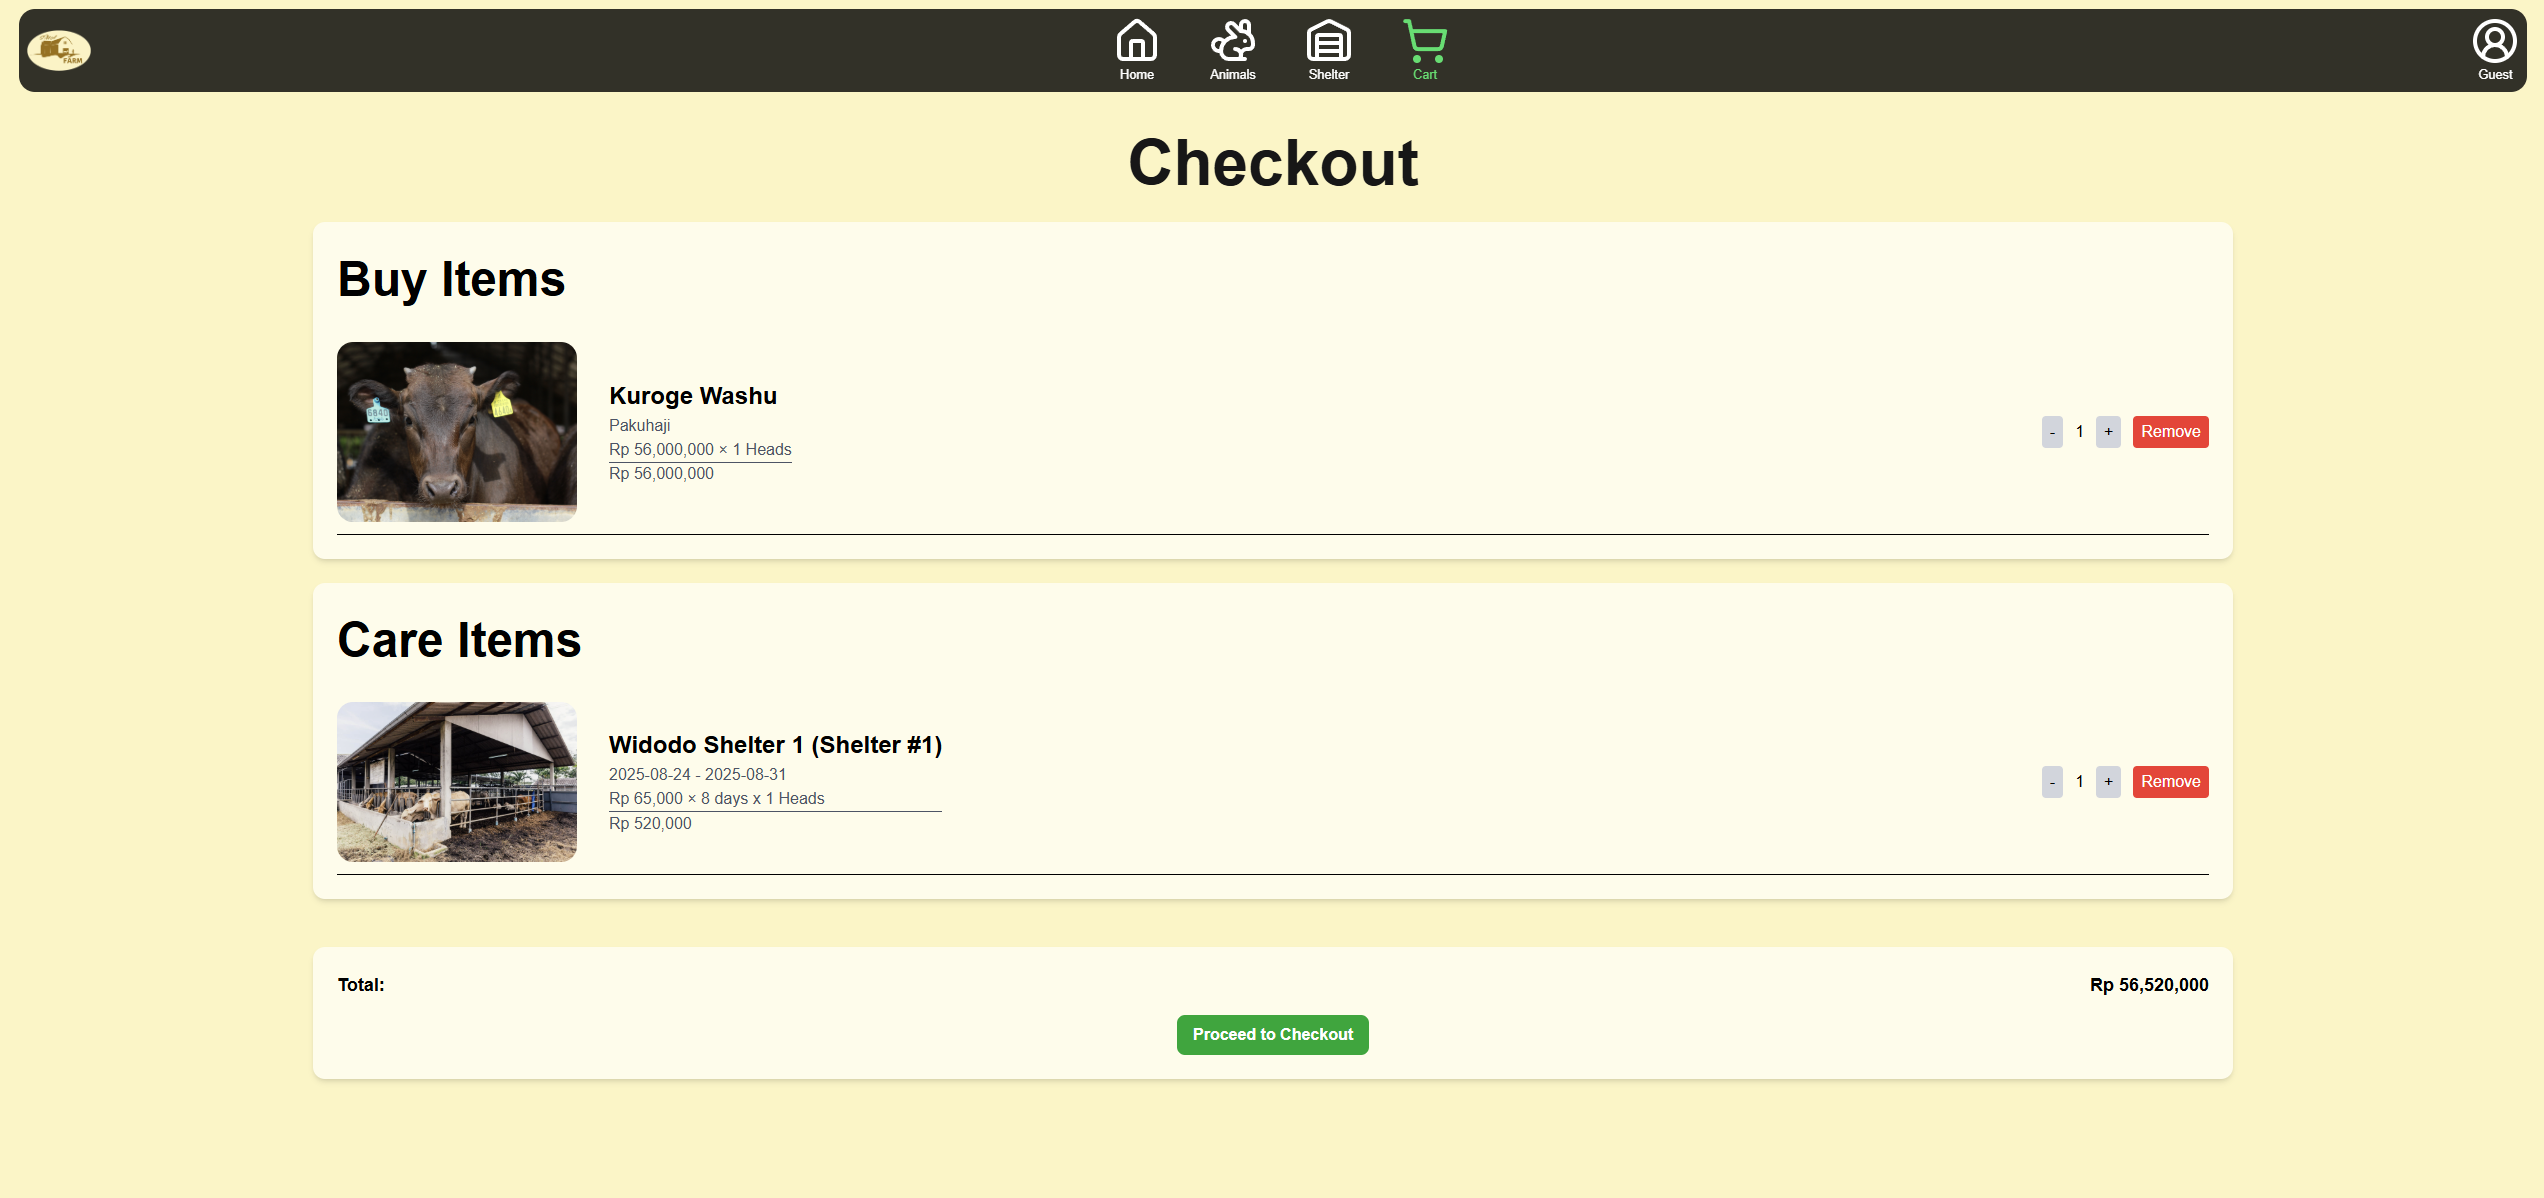 FARM
Home
Animals
Shelter
Cart
Guest
Checkout
Buy Items
6840
Kuroge Washu
Pakuhaji
Rp 56,000,000 × 1 Heads
Rp 56,000,000
- 1 + Remove
Care Items
Widodo Shelter 1 (Shelter #1)
2025-08-24 - 2025-08-31
Rp 65,000 × 8 days x 1 Heads
Rp 520,000
- 1 + Remove
Total: Rp 56,520,000
Proceed to Checkout